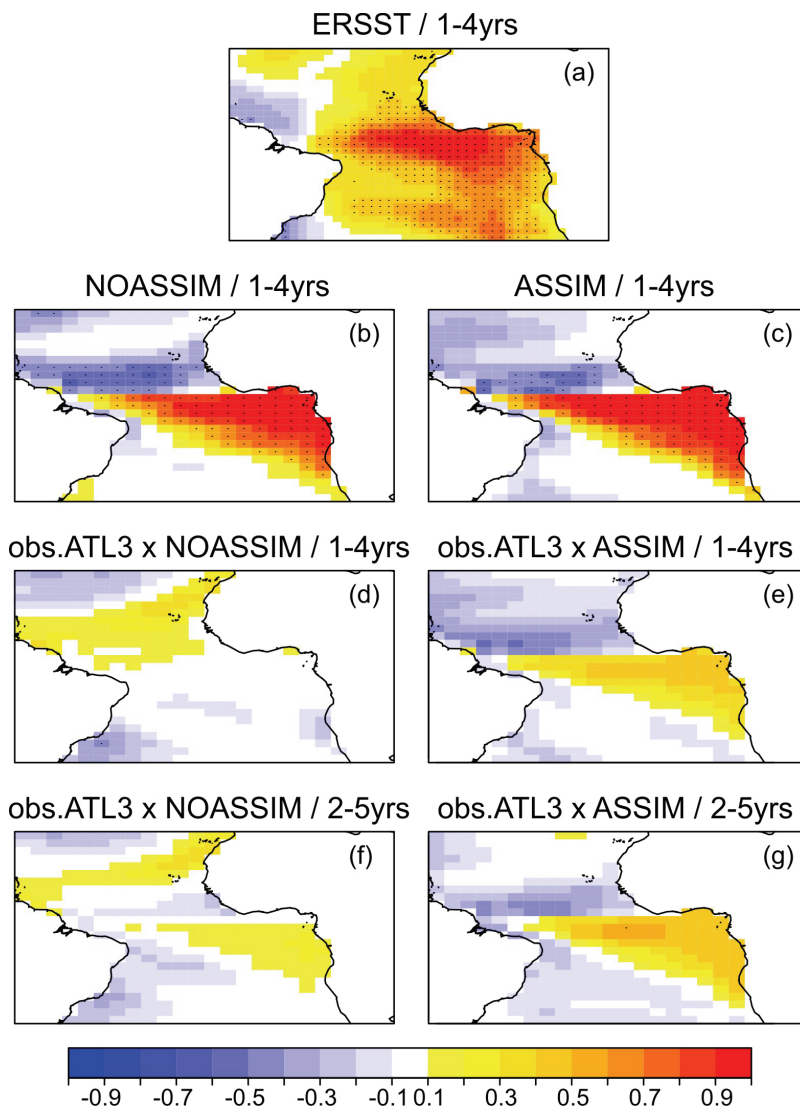 ERSST / 1-4yrs
(a)
NOASSIM / 1-4yrs
ASSIM / 1-4yrs
(b)
(c)
obs.ATL3 x NOASSIM / 1-4yrs
obs.ATL3 x ASSIM / 1-4yrs
(d)
(e)
obs.ATL3 x NOASSIM / 2-5yrs
obs.ATL3 x ASSIM / 2-5yrs
(f)
(g)
-0.9 -0.7 -0.5 -0.3 -0.1 0.1 0.3 0.5 0.7 0.9